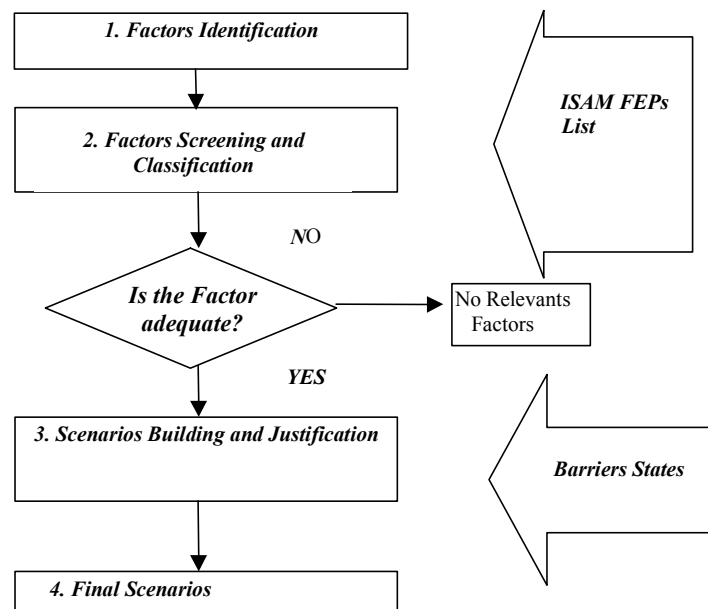 1. Factors Identification
ISAM FEPs
List
2. Factors Screening and
Classification
NO
Is the Factor
adequate?
No Relevants
Factors
YES
3. Scenarios Building and Justification
Barriers States
4. Final Scenarios